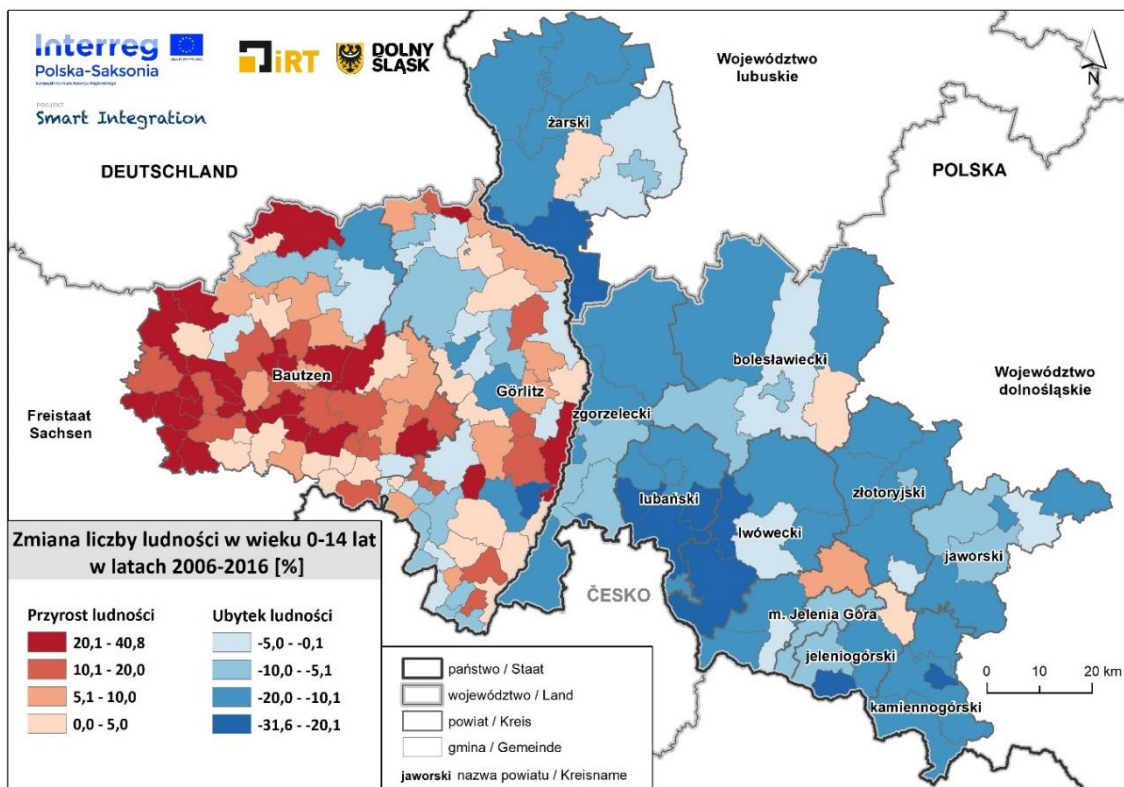 Interreg
Polska-Saksonia
iRT
DOLNY
ŚLĄSK
PROJEKT
Smart Integration
Województwo
lubuskie
N
żarski
DEUTSCHLAND
POLSKA
bolesławiecki
Bautzen
Województwo
dolnośląskie
Görlitz
Freistaat
Sachsen
zgorzelecki
lubański
złotoryjski
lwówecki
jaworski
ČESKO
m. Jelenia Góra
jeleniogórski
kamiennogórski
0 10 20 km
Zmiana liczby ludności w wieku 0-14 lat
w latach 2006-2016 [%]
Przyrost ludności
20,1 - 40,8
10,1 - 20,0
5,1 - 10,0
0,0 - 5,0
Ubytek ludności
-5,0 - -0,1
-10,0 - -5,1
-20,0 - -10,1
-31,6 - -20,1
państwo / Staat
województwo / Land
powiat / Kreis
gmina / Gemeinde
jaworski nazwa powiatu / Kreisname